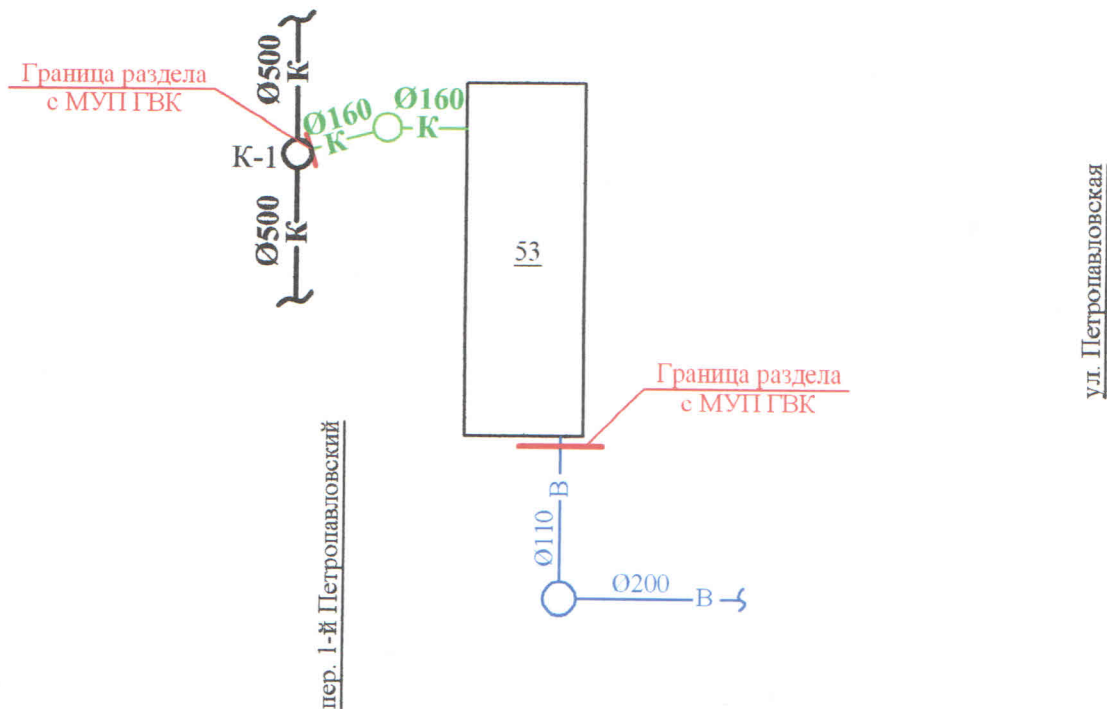 Ø500
К
Граница раздела
с МУП ГВК
Ø160
К
Ø160
К
К-1
Ø500
К
53
ул. Петропавловская
Граница раздела
с МУП ГВК
пер. 1-й Петропавловский
В
Ø110
Ø200
В